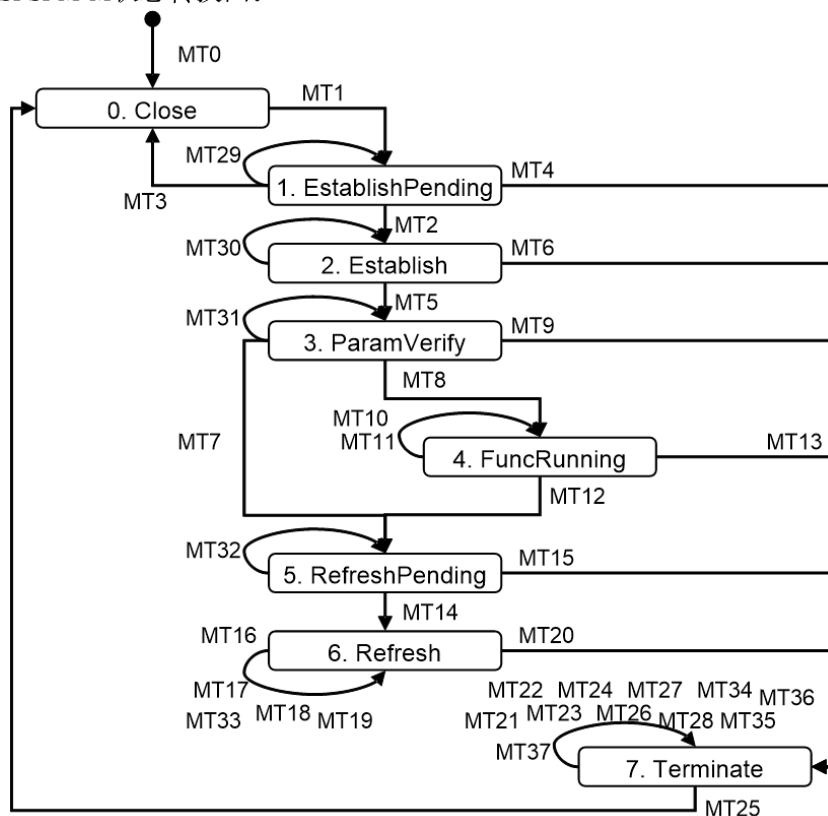 MT0
0. Close
MT1
MT29
1. EstablishPending
MT4
MT3
MT2
MT30
2. Establish
MT6
MT5
MT31
3. ParamVerify
MT9
MT8
MT7
MT10
MT11
4. FuncRunning
MT13
MT12
MT32
5. RefreshPending
MT15
MT14
MT16
6. Refresh
MT20
MT17
MT18
MT33
MT19
MT22 MT24 MT27 MT34 MT36
MT21 MT23 MT26 MT28 MT35
MT37
7. Terminate
MT25